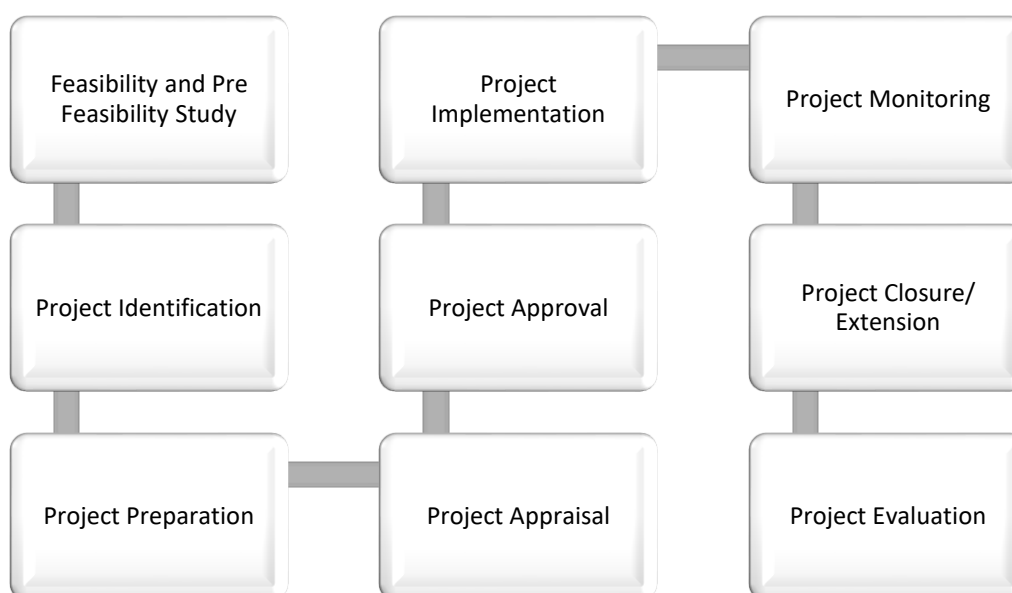 Feasibility and Pre
Feasibility Study
Project Identification
Project Preparation
Project Appraisal
Project Approval
Project
Implementation
Project Monitoring
Project Closure/
Extension
Project Evaluation